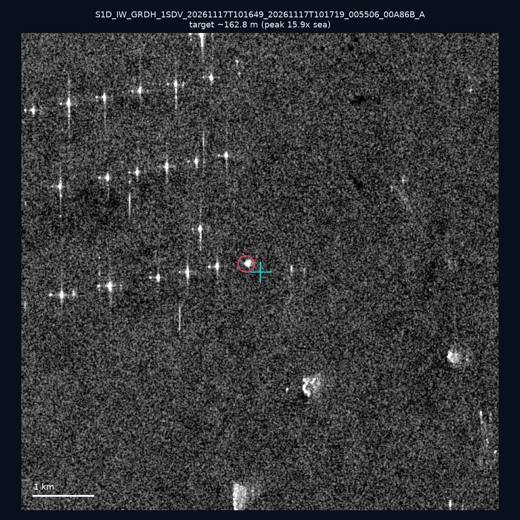 S1D_IW_GRDH_1SDV_20261117T101649_20261117T101719_005506_00A86B_A
target ~162.8 m (peak 15.9x sea)
1 km